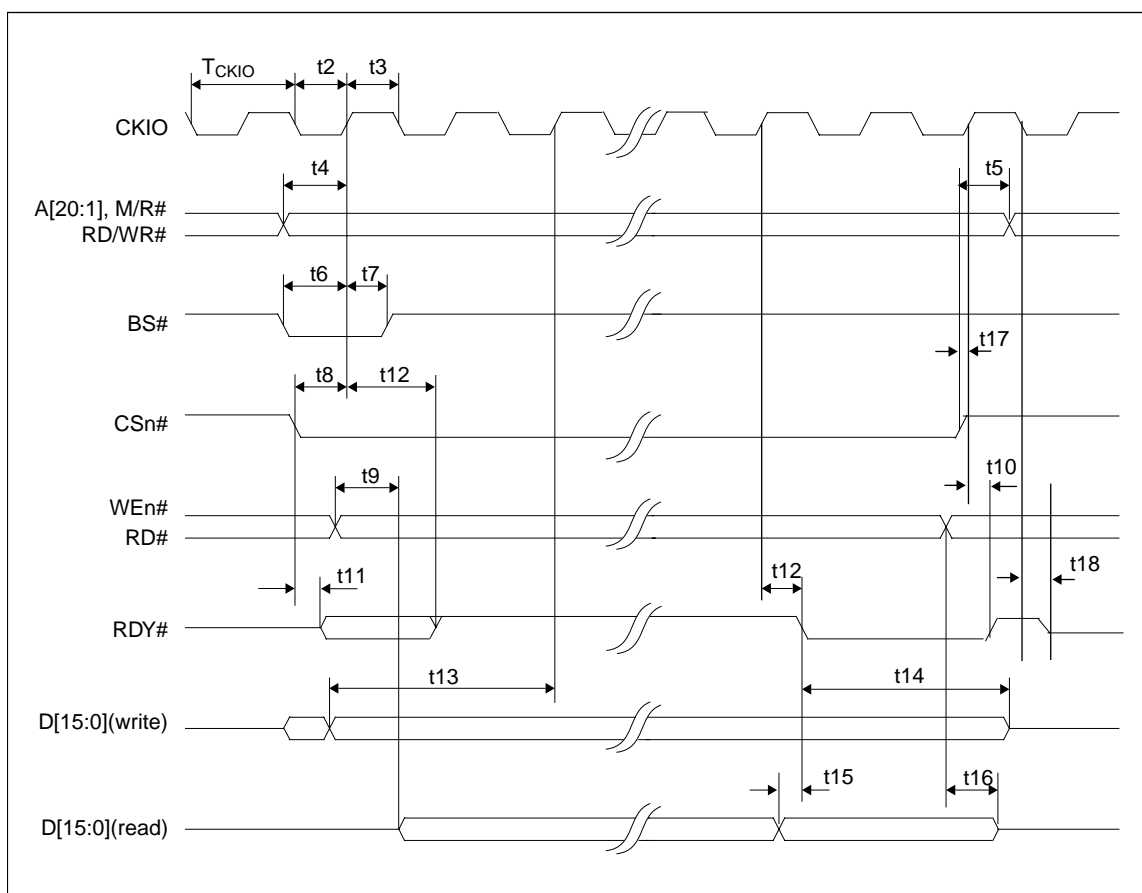 TCKIO t2 t3
CKIO
t4 t5
A[20:1], M/R#
RD/WR#
t6 t7
BS#
t17
t8 t12
CSn#
t9 t10
WEn#
RD#
t11 t12 t18
RDY#
t13 t14
D[15:0](write)
t15 t16
D[15:0](read)